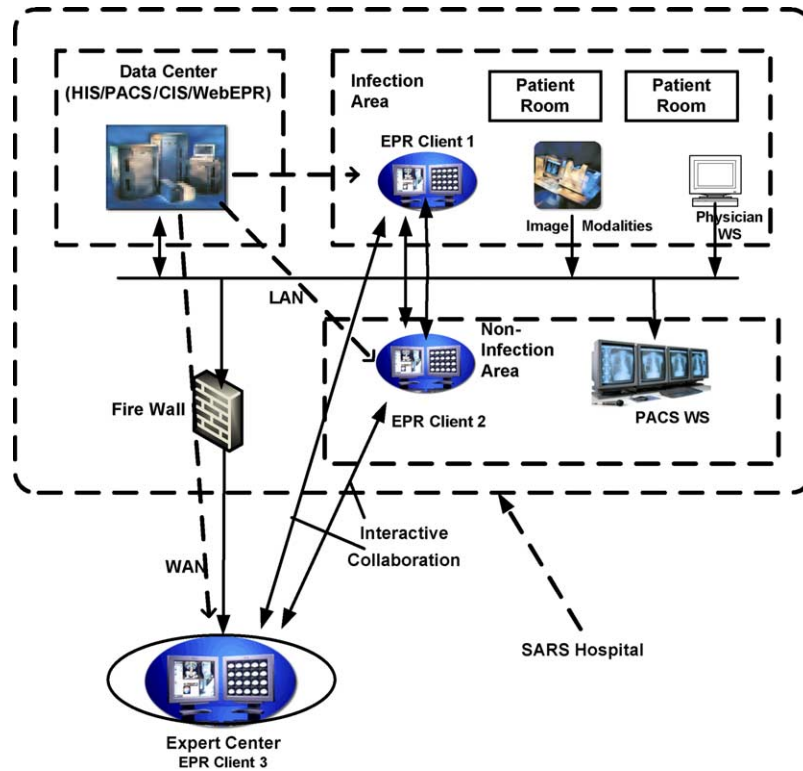 Data Center
(HIS/PACS/CIS/WebEPR)
Infection
Area
Patient
Room
Patient
Room
EPR Client 1
Image Modalities
Physician
WS
LAN
Non-
Infection
Area
Fire Wall
EPR Client 2
PACS WS
Interactive
Collaboration
WAN
SARS Hospital
Expert Center
EPR Client 3